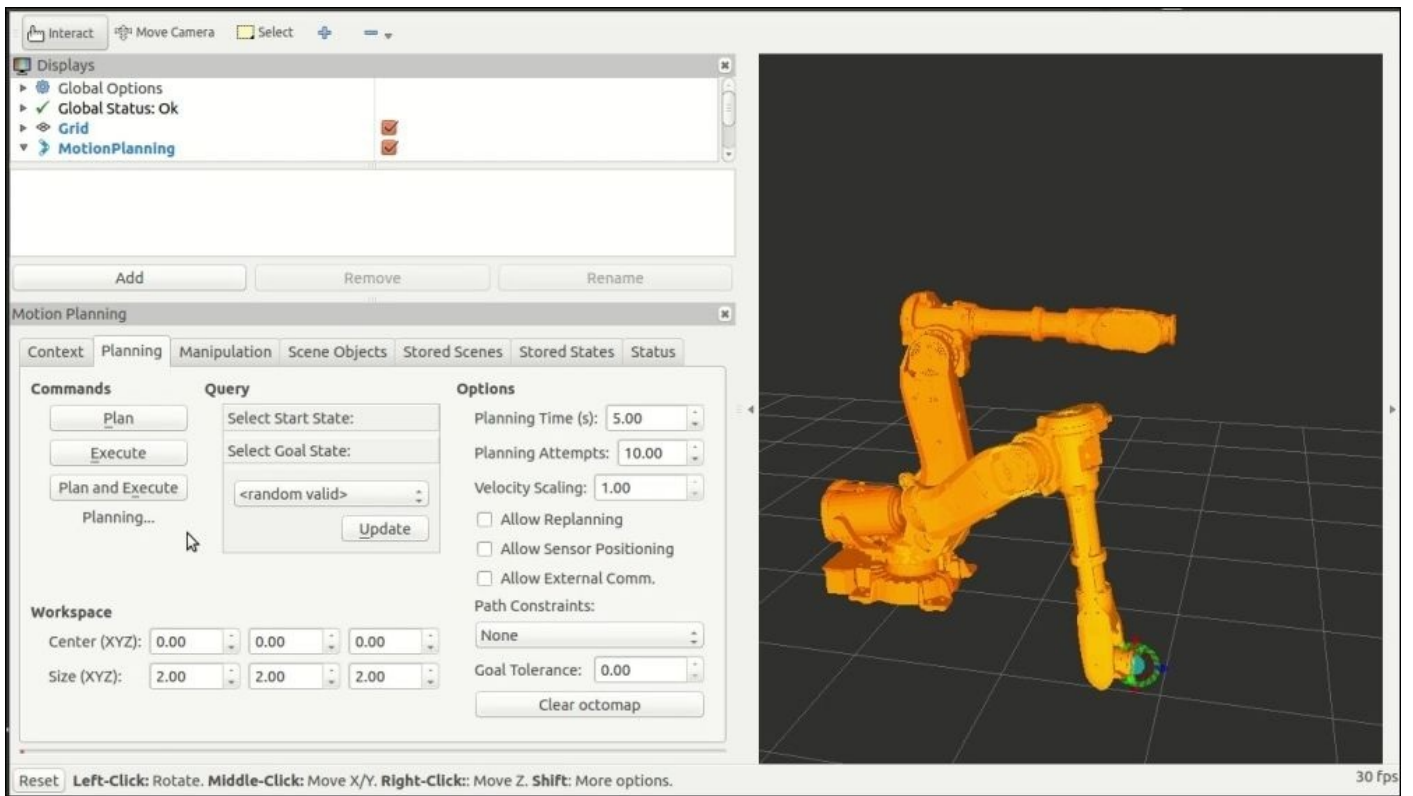 Interact Move Camera Select
Displays
Global Options
Global Status: Ok
Grid
MotionPlanning
Add Remove Rename
Motion Planning
Context Planning Manipulation Scene Objects Stored Scenes Stored States Status
Commands Query Options
Plan Select Start State: Planning Time (s): 5.00
Execute Select Goal State: Planning Attempts: 10.00
Plan and Execute <random valid> Velocity Scaling: 1.00
Planning... Update Allow Replanning
Allow Sensor Positioning
Allow External Comm.
Workspace Path Constraints:
Center (XYZ): 0.00 0.00 0.00 None
Size (XYZ): 2.00 2.00 2.00 Goal Tolerance: 0.00
Clear octomap
Reset Left-Click: Rotate. Middle-Click: Move X/Y. Right-Click:: Move Z. Shift: More options. 30 fps